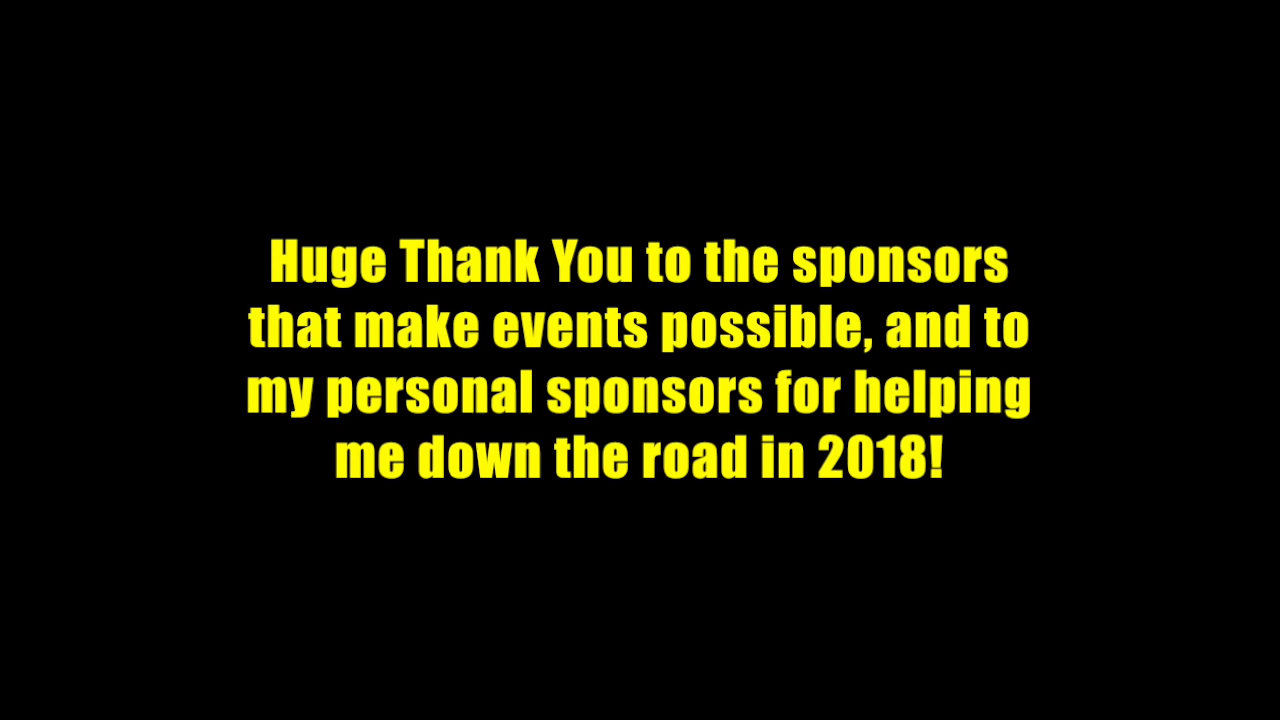 Huge Thank You to the sponsors
that make events possible, and to
my personal sponsors for helping
me down the road in 2018!